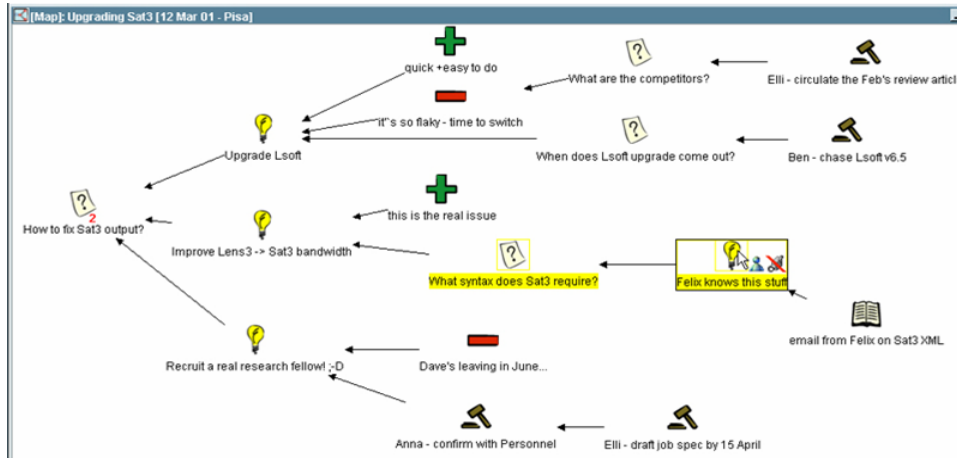 [Map]: Upgrading Sat3 [12 Mar 01 - Pisa]
quick +easy to do
What are the competitors?
Elli - circulate the Feb's review articl
it"s so flaky - time to switch
Upgrade Lsoft
When does Lsoft upgrade come out?
Ben - chase Lsoft v6.5
2
How to fix Sat3 output?
this is the real issue
Improve Lens3 -> Sat3 bandwidth
What syntax does Sat3 require?
Felix knows this stuff
email from Felix on Sat3 XML
Recruit a real research fellow! ;-D
Dave's leaving in June...
Anna - confirm with Personnel
Elli - draft job spec by 15 April